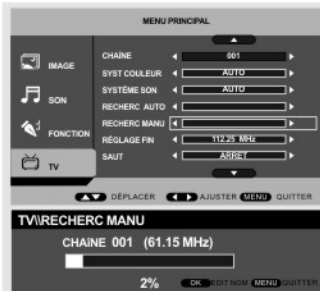 MENU PRINCIPAL
IMAGE
SON
FONCTION
TV
CHAÎNE 001
SYST COULEUR AUTO
SYSTÈME SON AUTO
RECHERC AUTO
RECHERC MANU
RÉGLAGE FIN 112.25 MHz
SAUT ARRET
DÉPLACER AJUSTER MENU QUITTER
TV\\RECHERC MANU
CHAINE 001 (61.15 MHz)
2% OK EDIT NOM MENU QUITTER